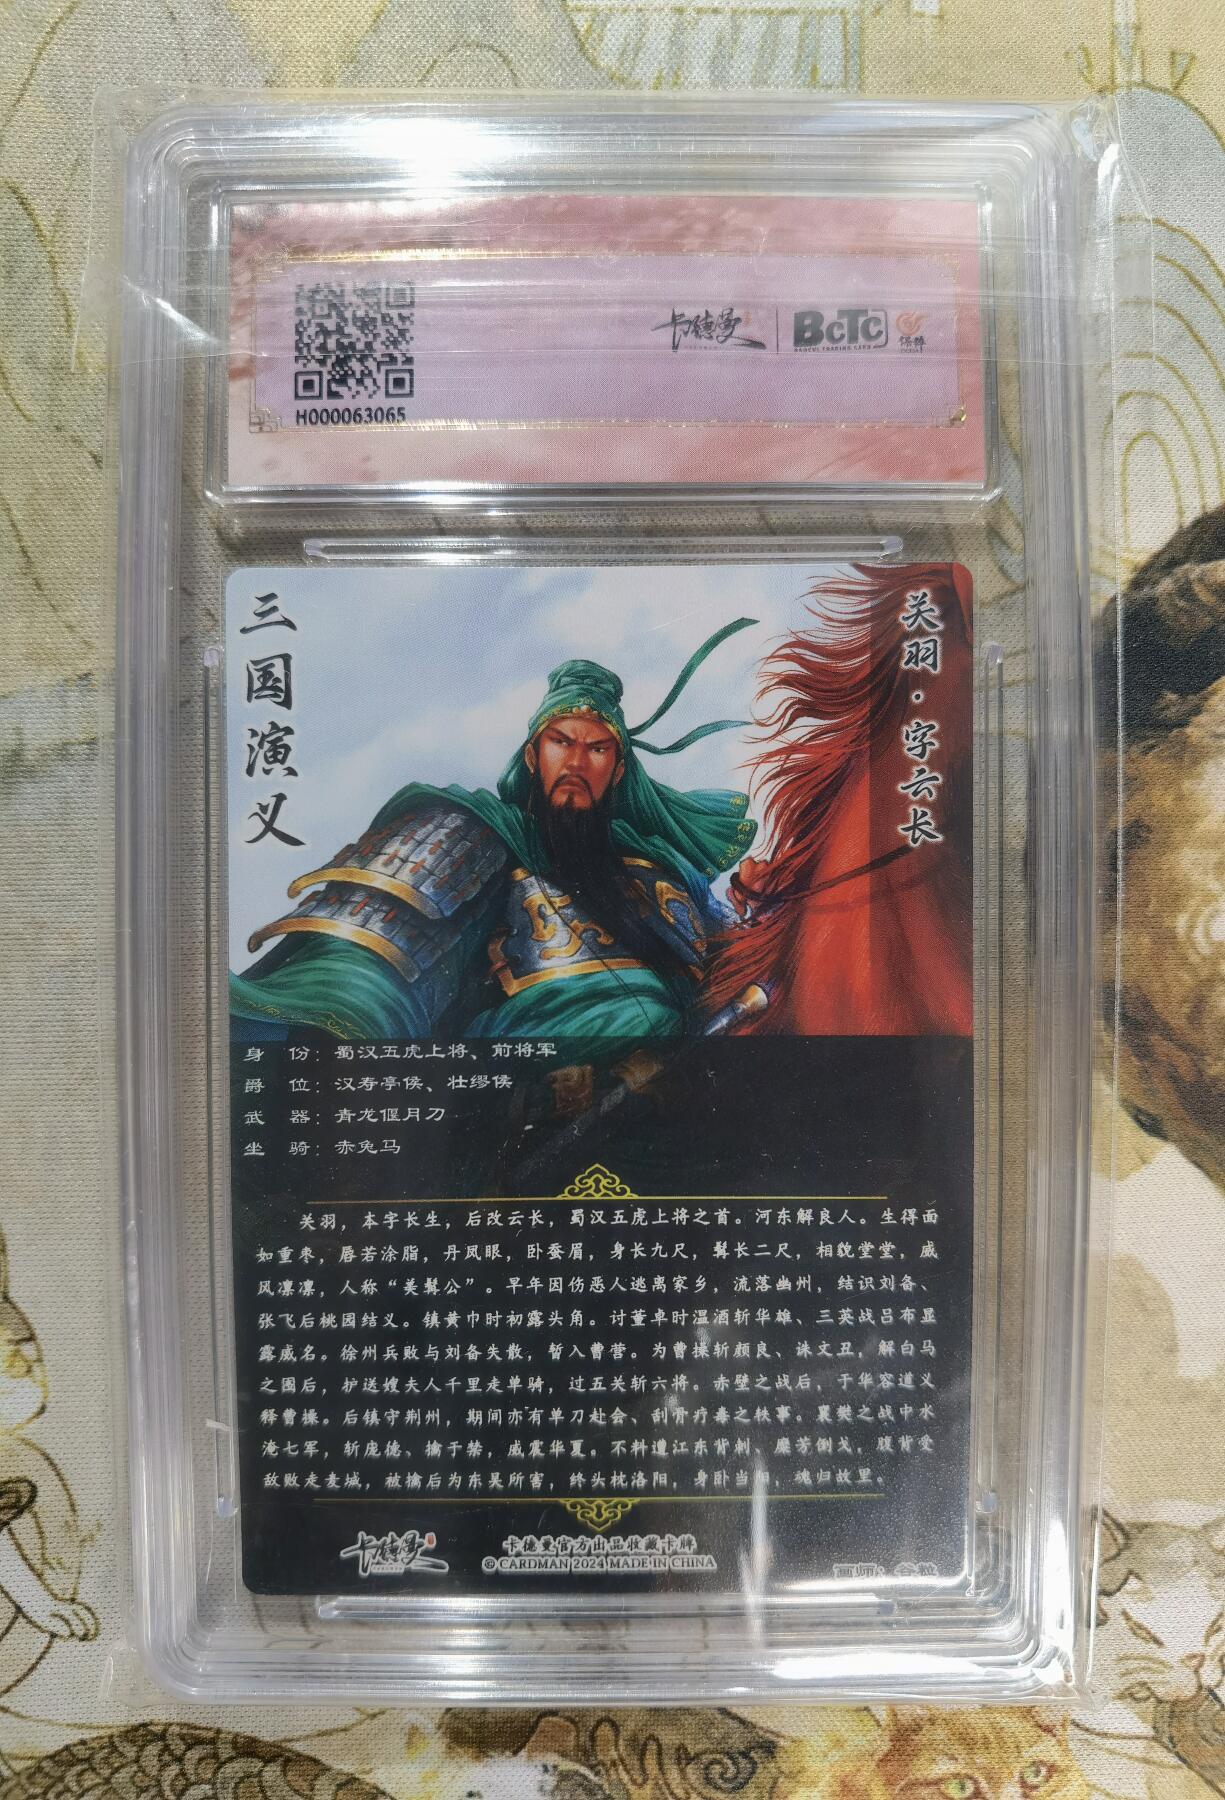 卡德曼
BCTC
BAOCUI TRADING CARD
保粹
H000063065
三国演义
关羽·字云长
身 份：蜀汉五虎上将、前将军
爵 位：汉寿亭侯、壮缪侯
武 器：青龙偃月刀
坐 骑：赤兔马
关羽，本字长生，后改云长，蜀汉五虎上将之首。河东解良人。生得面
如重枣，唇若涂脂，丹凤眼，卧蚕眉，身长九尺，髯长二尺，相貌堂堂，威
风凛凛，人称“美髯公”。早年因伤恶人逃离家乡，流落幽州，结识刘备、
张飞后桃园结义。镇黄巾时初露头角。讨董卓时温酒斩华雄、三英战吕布显
露威名。徐州兵败与刘备失散，暂入曹营。为曹操斩颜良、诛文丑，解白马
之围后，护送嫂夫人千里走单骑，过五关斩六将。赤壁之战后，于华容道义
释曹操。后镇守荆州，期间亦有单刀赴会、刮骨疗毒之轶事。襄樊之战中水
淹七军，斩庞德、擒于禁，威震华夏。不料遭江东背刺、糜芳倒戈，腹背受
敌败走麦城，被擒后为东吴所害，终头枕洛阳，身卧当阳，魂归故里。
卡德曼
卡德曼官方出品收藏卡牌
© CARDMAN 2024 MADE IN CHINA
画师：谷粒